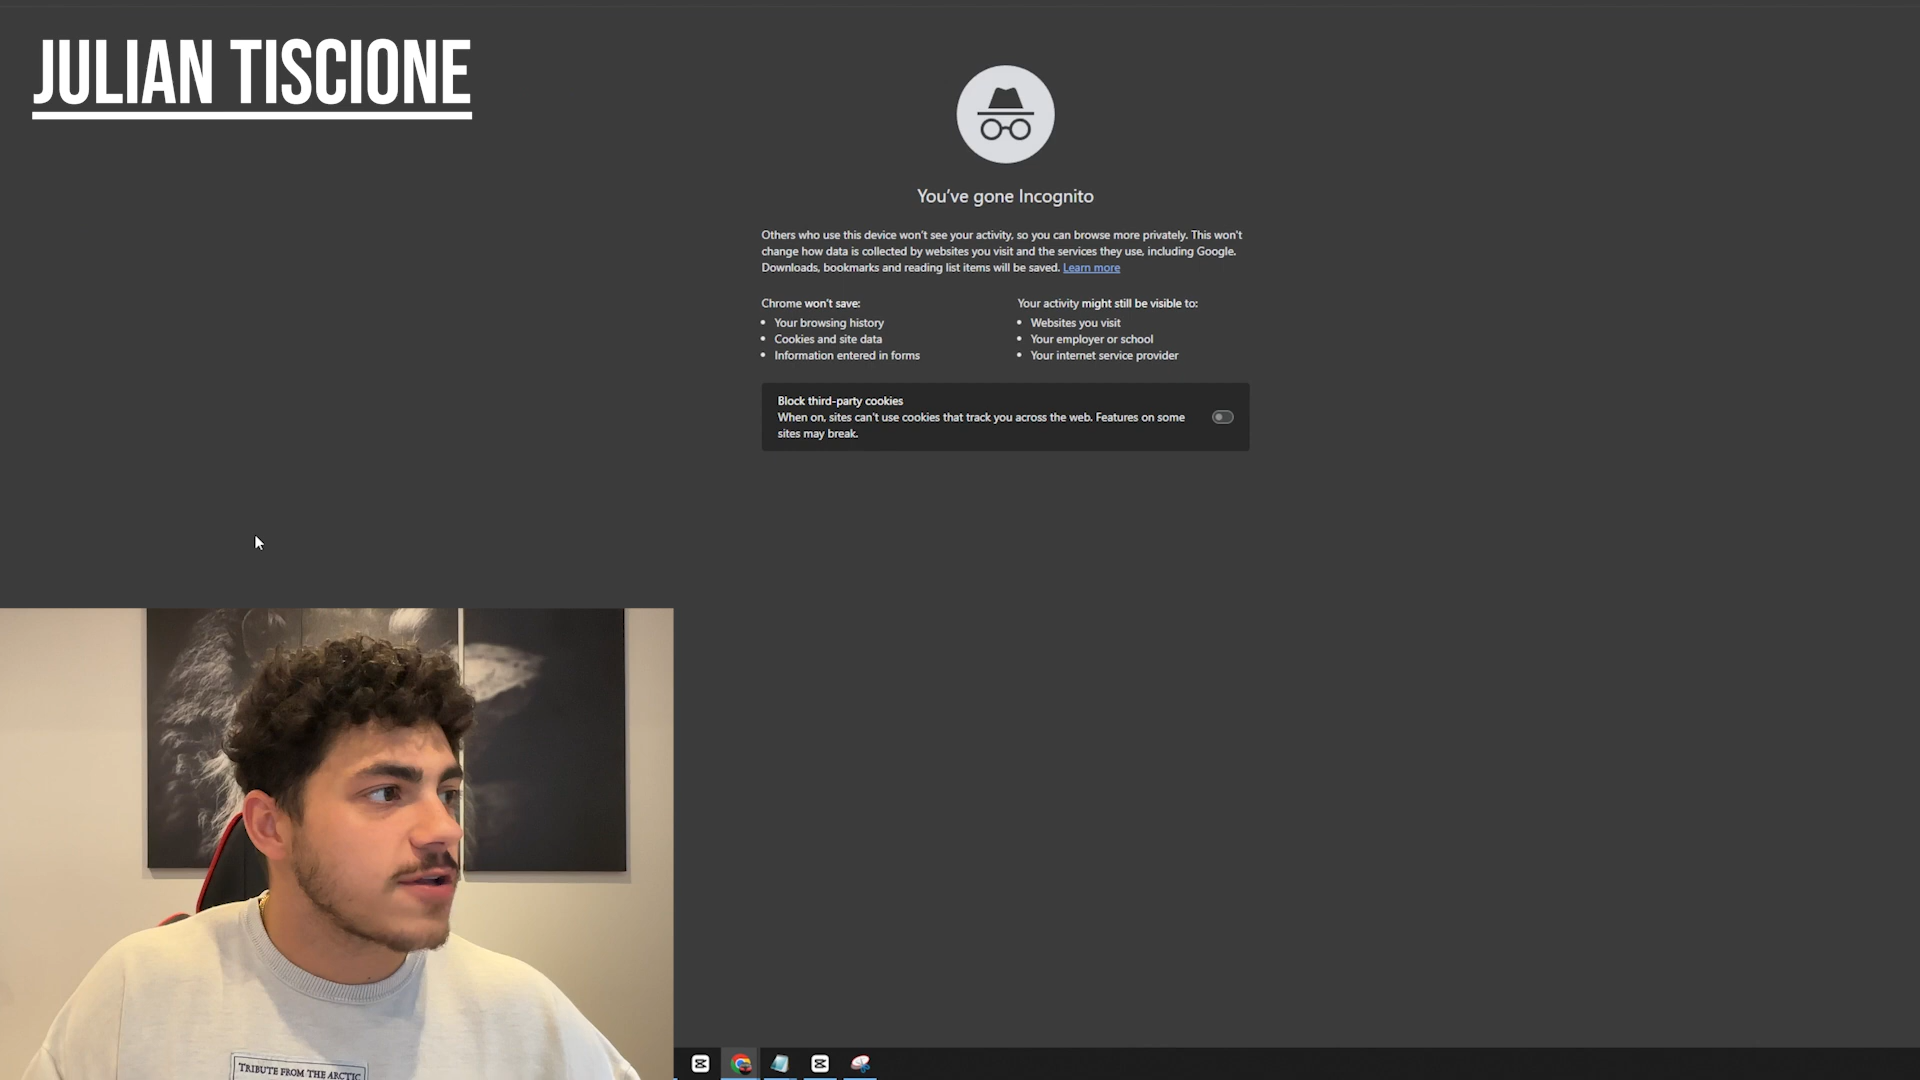 JULIAN TISCIONE
You've gone Incognito
Others who use this device won't see your activity, so you can browse more privately. This won't
change how data is collected by websites you visit and the services they use, including Google.
Downloads, bookmarks and reading list items will be saved. Learn more
Chrome won't save:
• Your browsing history
• Cookies and site data
• Information entered in forms
Your activity might still be visible to:
• Websites you visit
• Your employer or school
• Your internet service provider
Block third-party cookies
When on, sites can't use cookies that track you across the web. Features on some
sites may break.
TRIBUTE FROM THE ARCTIC